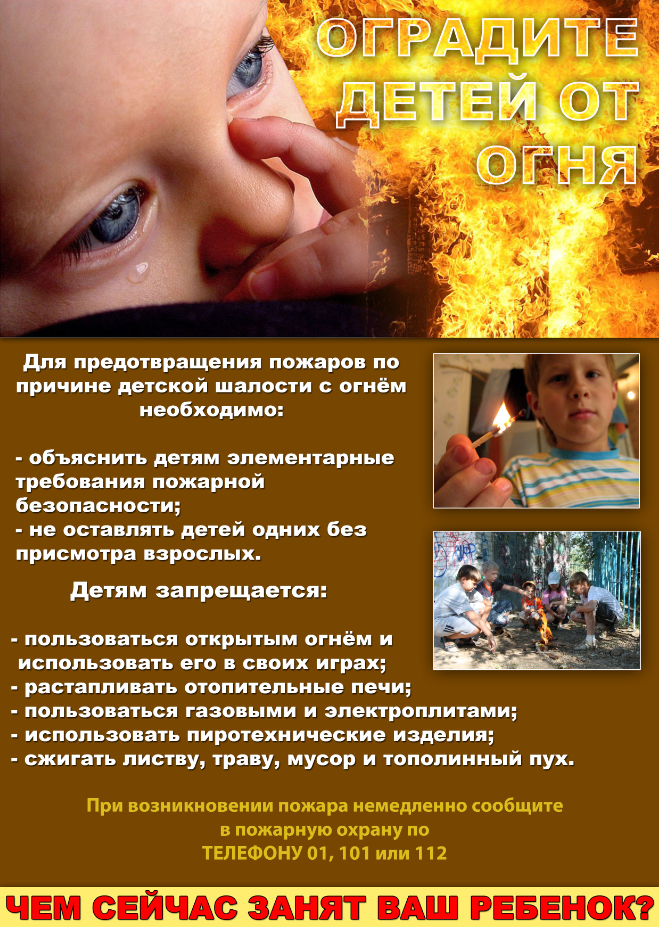 ОГРАДИТЕ
ДЕТЕЙ ОТ
ОГНЯ
Для предотвращения пожаров по
причине детской шалости с огнём
необходимо:
- объяснить детям элементарные
требования пожарной
безопасности;
- не оставлять детей одних без
присмотра взрослых.
Детям запрещается:
- пользоваться открытым огнём и
использовать его в своих играх;
- растапливать отопительные печи;
- пользоваться газовыми и электроплитами;
- использовать пиротехнические изделия;
- сжигать листву, траву, мусор и тополинный пух.
При возникновении пожара немедленно сообщите
в пожарную охрану по
ТЕЛЕФОНУ 01, 101 или 112
ЧЕМ СЕЙЧАС ЗАНЯТ ВАШ РЕБЕНОК?